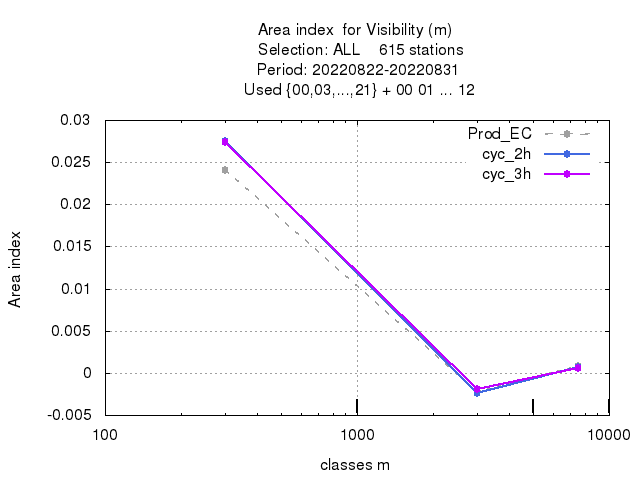 Area index  for Visibility (m)
Selection: ALL    615 stations
Period: 20220822-20220831
Used {00,03,...,21} + 00 01 ... 12
0.03
0.025
0.02
0.015
0.01
0.005
0
-0.005
Area index
Prod_EC
cyc_2h
cyc_3h
100
1000
10000
classes m